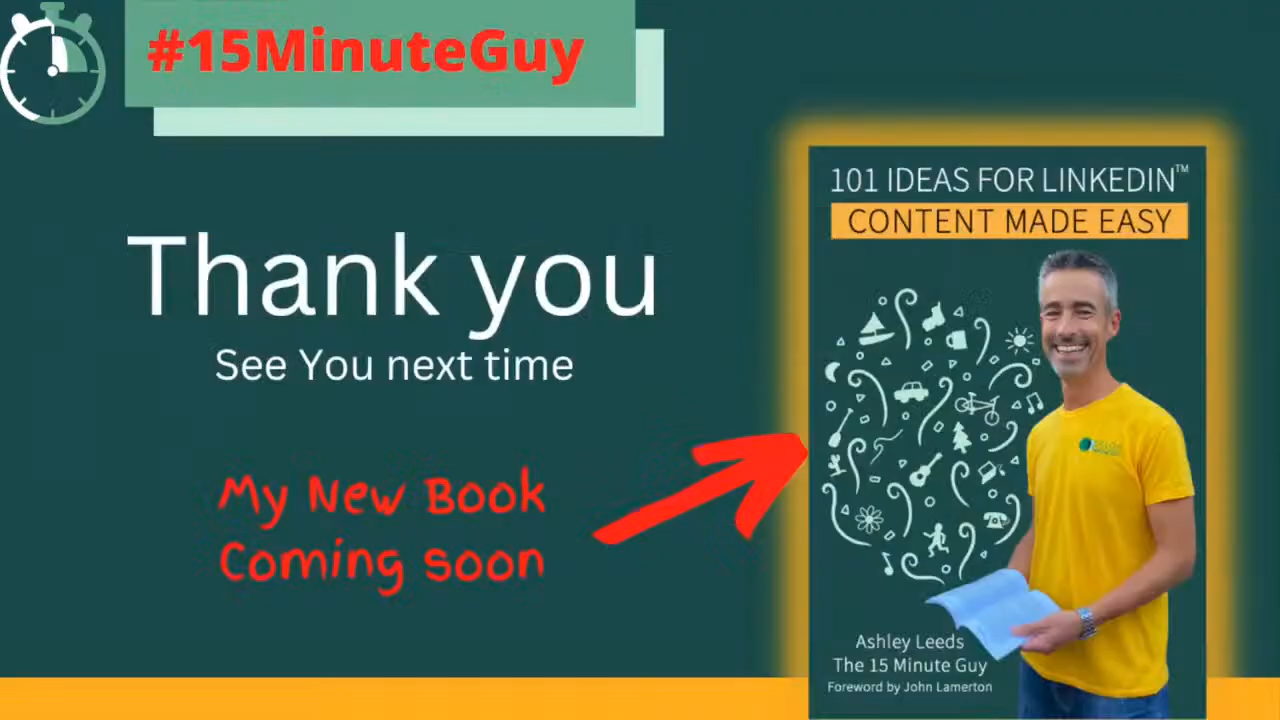 #15MinuteGuy
Thank you
See You next time
My New Book
Coming soon
101 IDEAS FOR LINKEDIN™
CONTENT MADE EASY
Ashley Leeds
The 15 Minute Guy
Foreword by John Lamerton